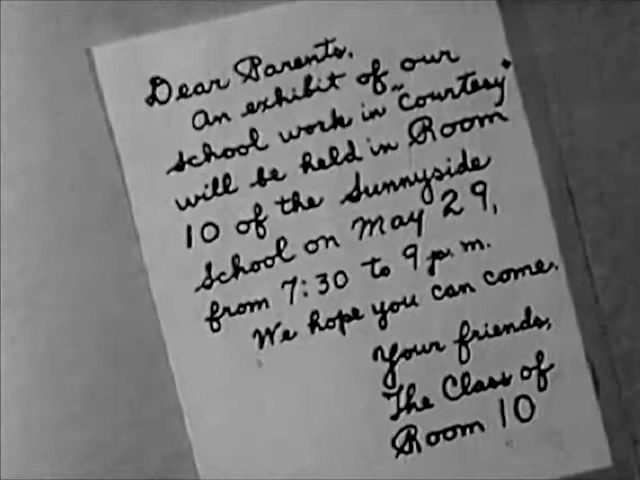 Dear Parents,
An exhibit of our
school work in "Courtesy"
will be held in Room
10 of the Sunnyside
School on May 29,
from 7:30 to 9 p.m.
We hope you can come.
Your friends,
The Class of
Room 10